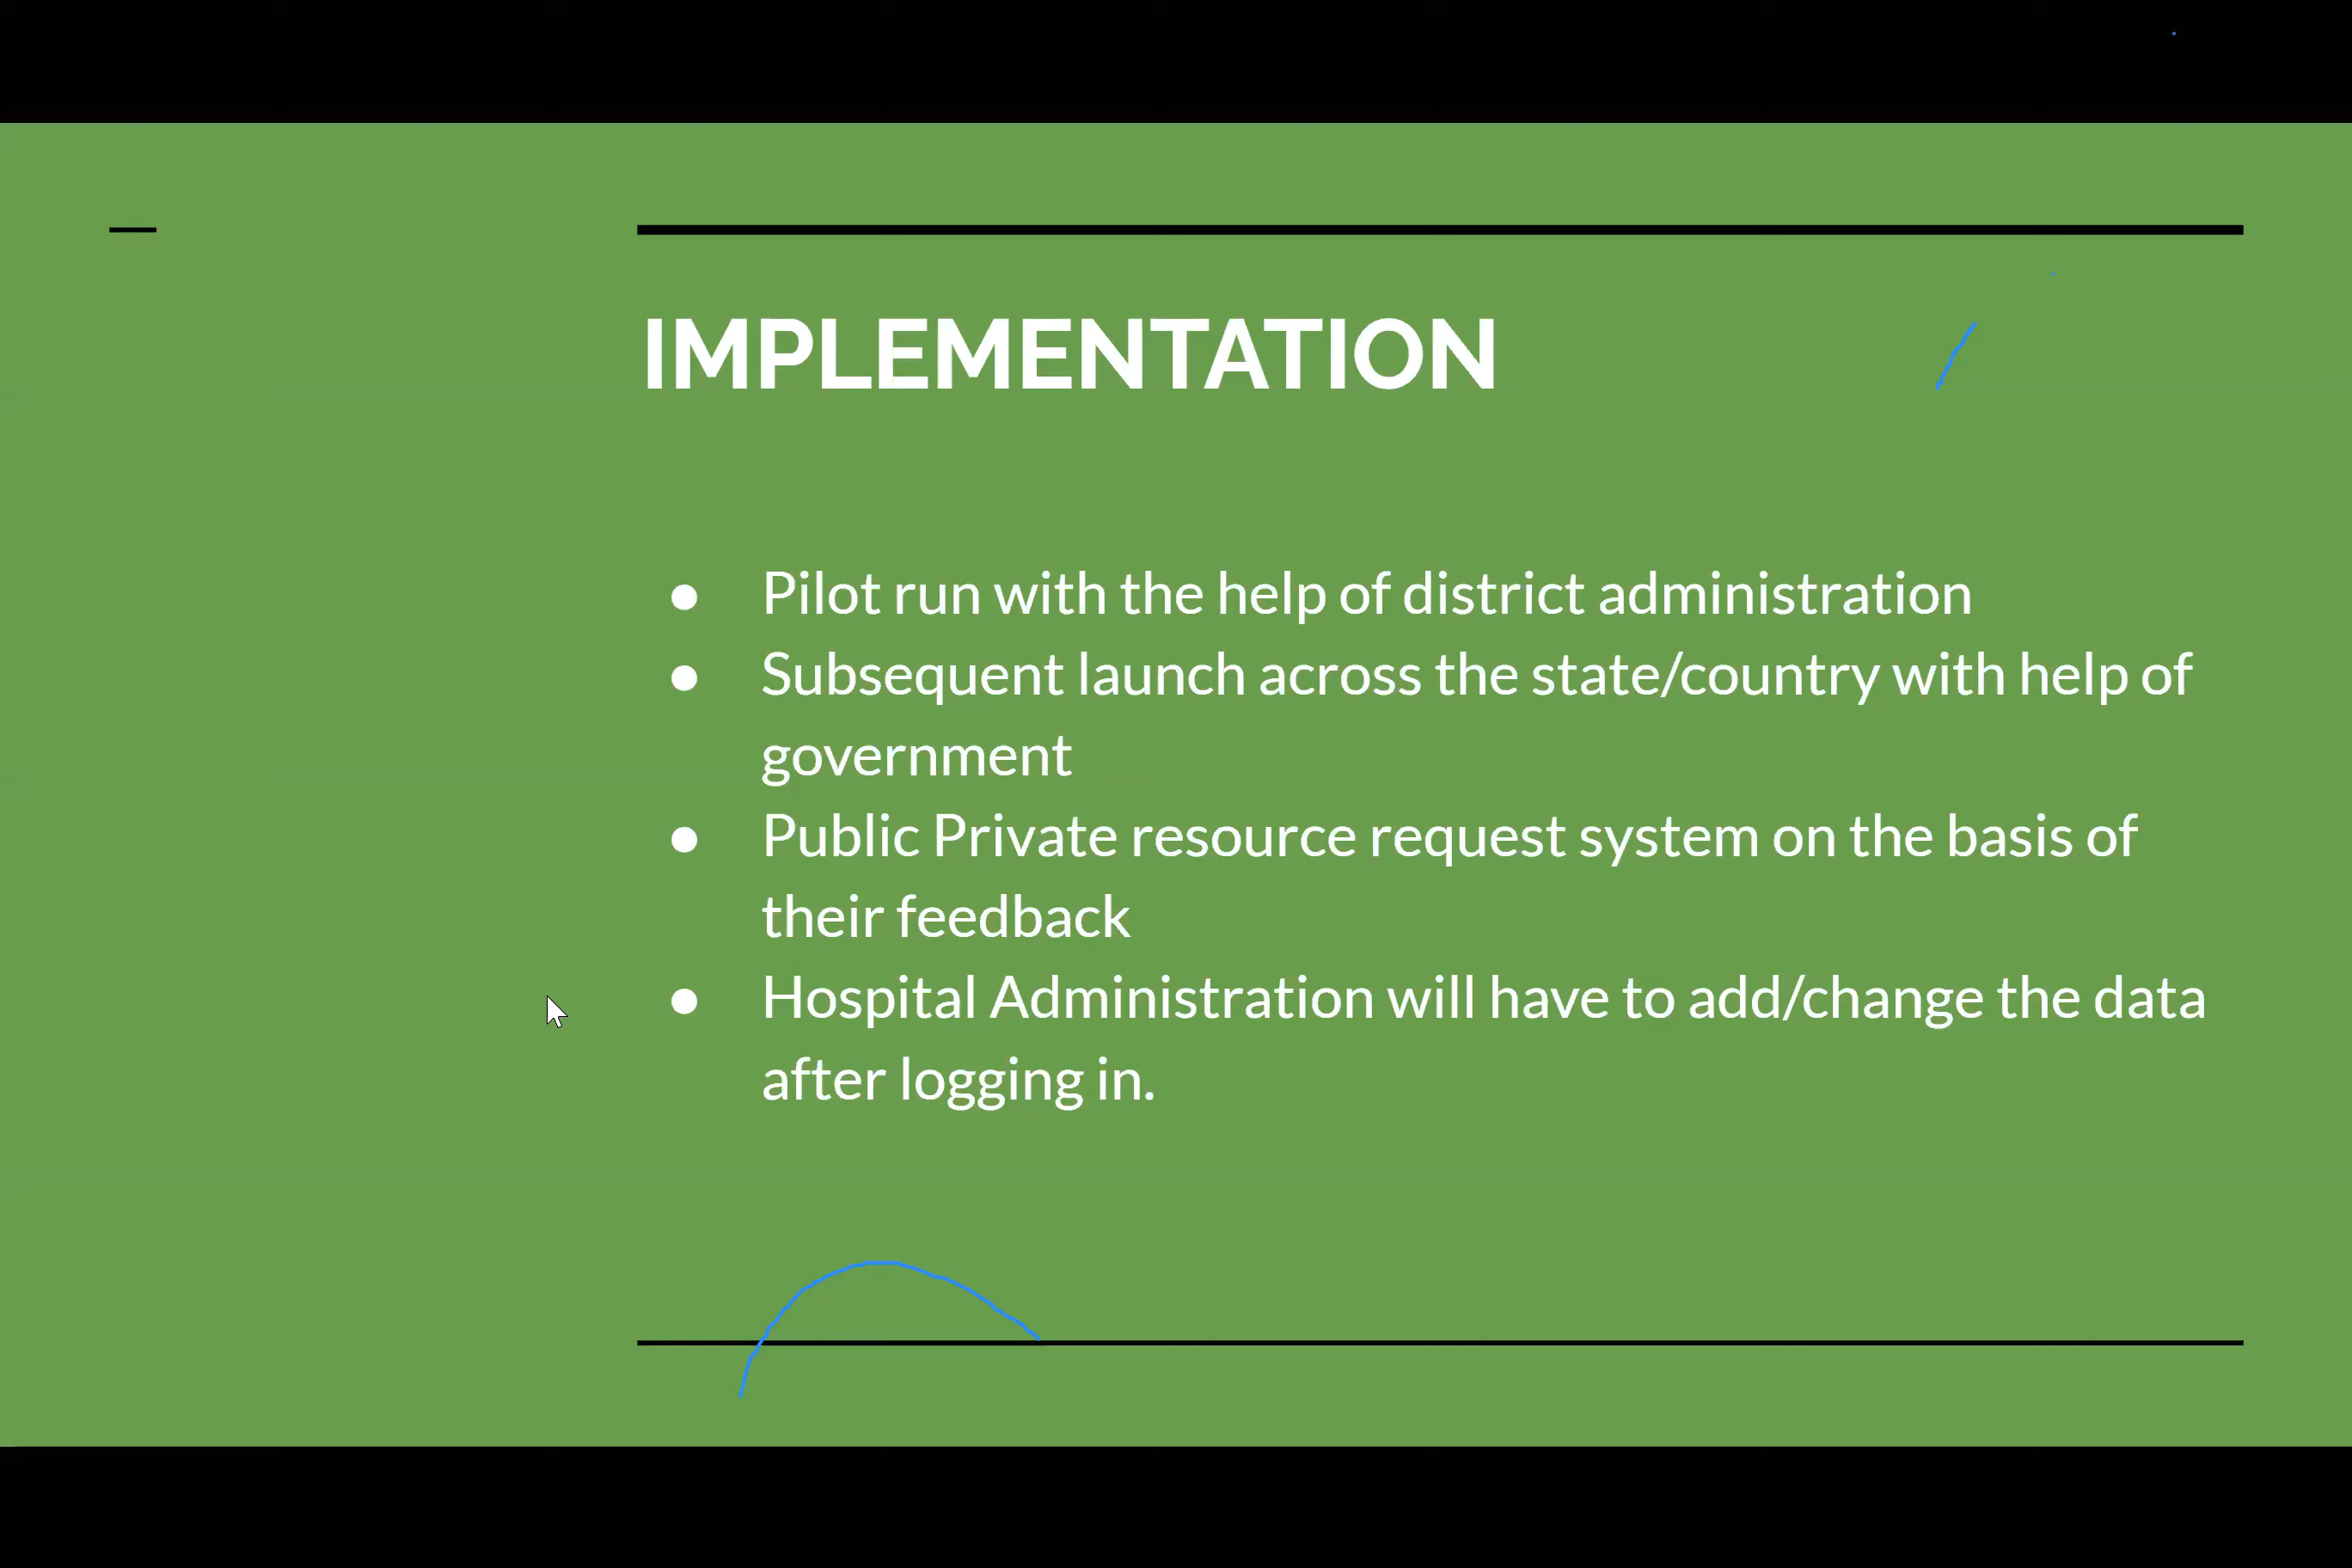 IMPLEMENTATION
● Pilot run with the help of district administration
● Subsequent launch across the state/country with help of
government
● Public Private resource request system on the basis of
their feedback
● Hospital Administration will have to add/change the data
after logging in.